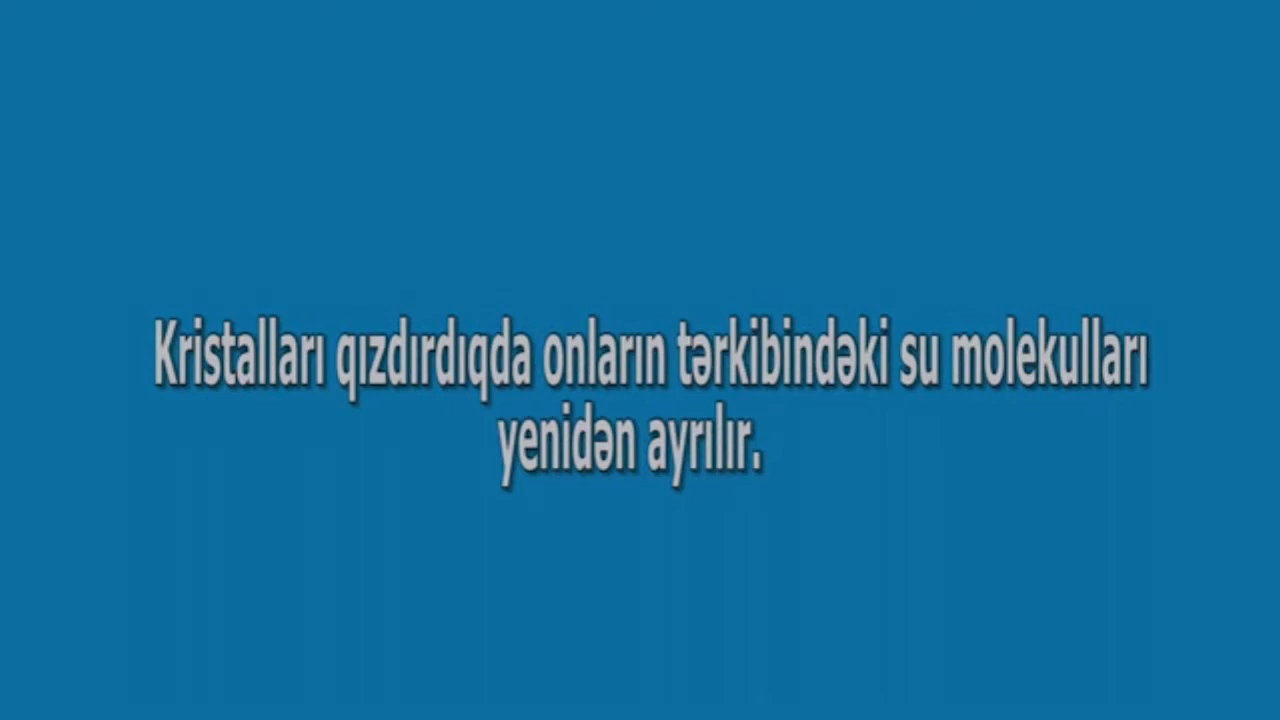 Kristalları qızdırdıqda onların tərkibindəki su molekulları
yenidən ayrılır.